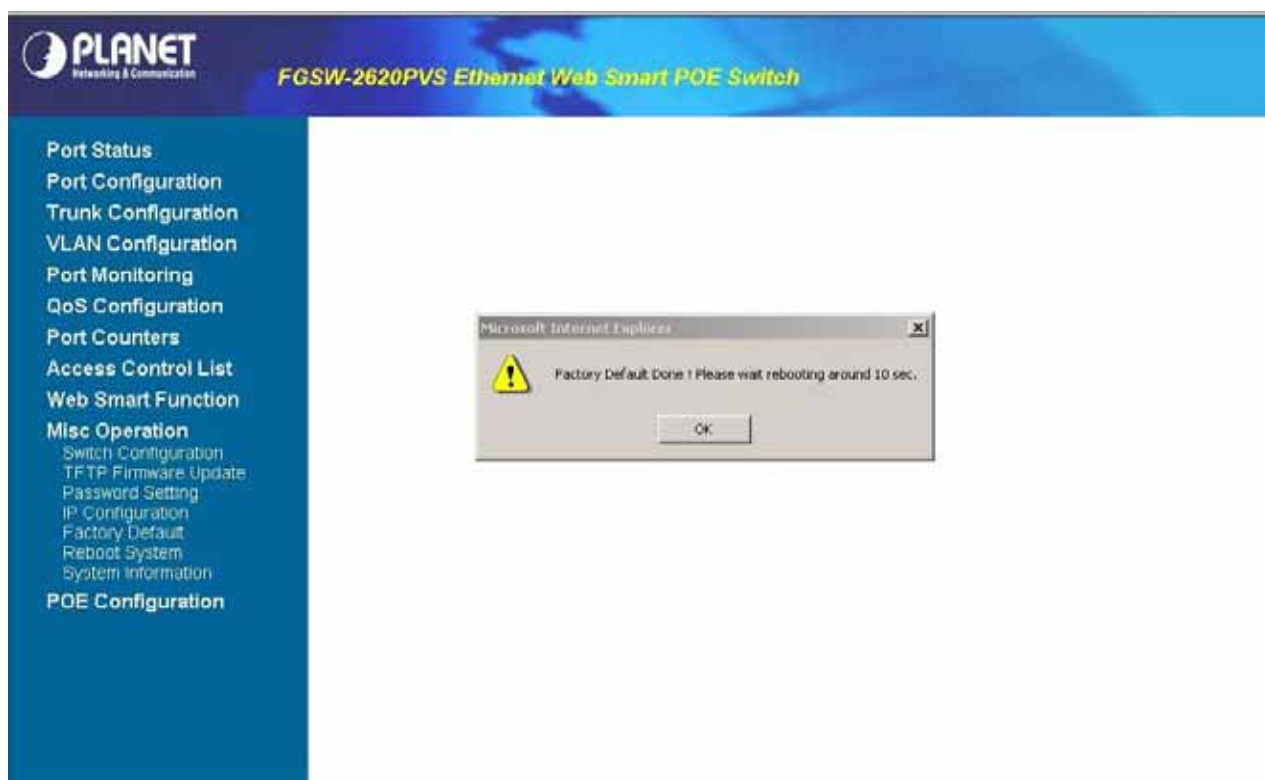 PLANET
Networking & Communication
FGSW-2620PVS Ethernet Web Smart POE Switch
Port Status
Port Configuration
Trunk Configuration
VLAN Configuration
Port Monitoring
QoS Configuration
Port Counters
Access Control List
Web Smart Function
Misc Operation
Switch Configuration
TFTP Firmware Update
Password Setting
IP Configuration
Factory Default
Reboot System
System Information
POE Configuration
Microsoft Internet Explorer
Factory Default Done ! Please wait rebooting around 10 sec.
OK